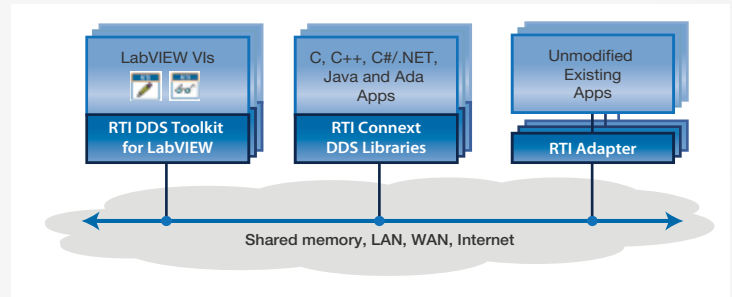 LabVIEW VIs
RTI DDS Toolkit
for LabVIEW
C, C++, C#/.NET,
Java and Ada
Apps
RTI Connext
DDS Libraries
Unmodified
Existing
Apps
RTI Adapter
Shared memory, LAN, WAN, Internet